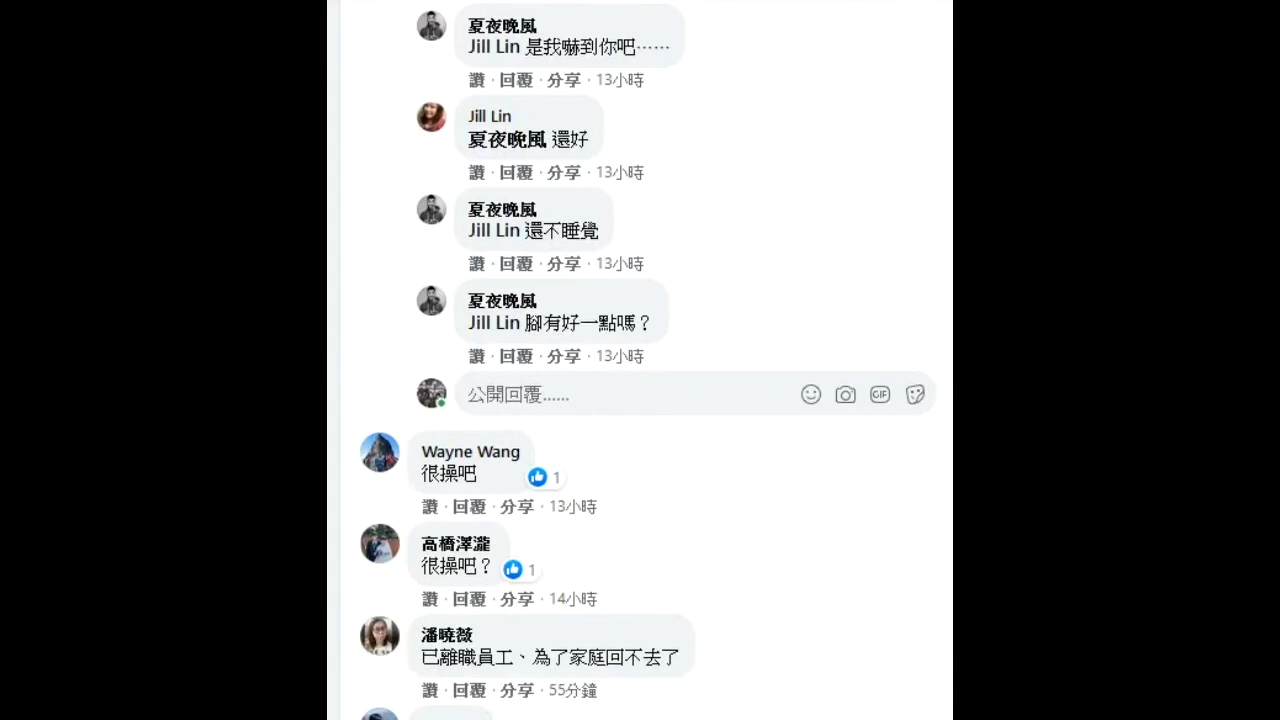 夏夜晚風
Jill Lin 是我嚇到你吧⋯⋯
讚 · 回覆 · 分享 · 13小時
Jill Lin
夏夜晚風 還好
讚 · 回覆 · 分享 · 13小時
夏夜晚風
Jill Lin 還不睡覺
讚 · 回覆 · 分享 · 13小時
夏夜晚風
Jill Lin 腳有好一點嗎？
讚 · 回覆 · 分享 · 13小時
公開回覆......
GIF
Wayne Wang
很操吧
1
讚 · 回覆 · 分享 · 13小時
高橋澤瀧
很操吧？
1
讚 · 回覆 · 分享 · 14小時
潘曉薇
已離職員工、為了家庭回不去了
讚 · 回覆 · 分享 · 55分鐘